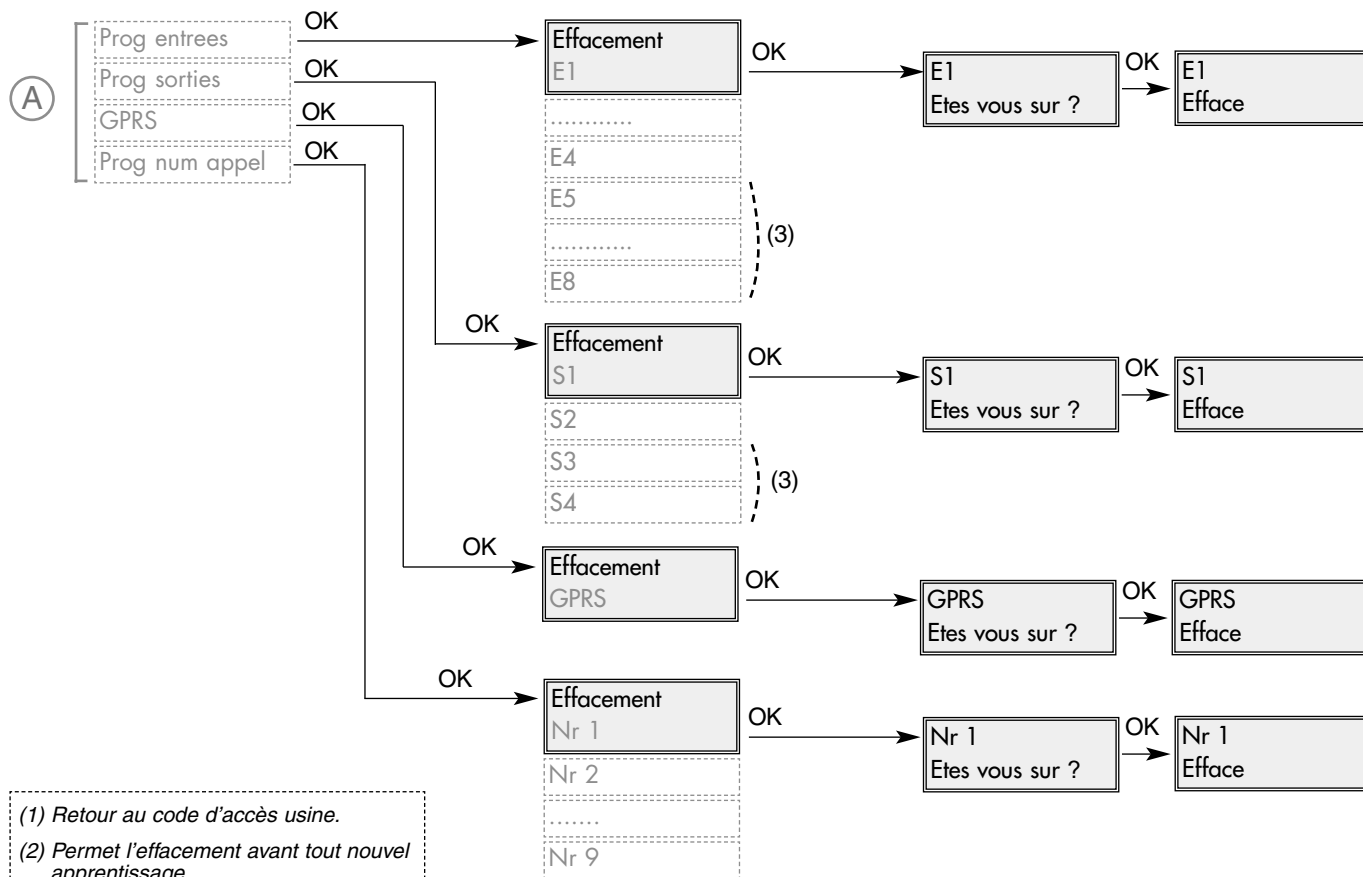 A
Prog entrees
Prog sorties
GPRS
Prog num appel
OK
OK
OK
OK
Effacement
E1
............
E4
E5
............
E8
(3)
OK
E1
Etes vous sur ?
OK
E1
Efface
OK
Effacement
S1
S2
S3
S4
(3)
OK
S1
Etes vous sur ?
OK
S1
Efface
OK
Effacement
GPRS
OK
GPRS
Etes vous sur ?
OK
GPRS
Efface
OK
Effacement
Nr 1
Nr 2
.......
Nr 9
OK
Nr 1
Etes vous sur ?
OK
Nr 1
Efface
(1) Retour au code d'accès usine.
(2) Permet l'effacement avant tout nouvel
apprentissage